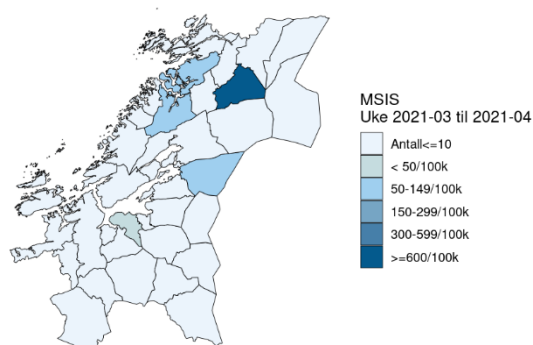 MSIS
Uke 2021-03 til 2021-04
Antall<=10
< 50/100k
50-149/100k
150-299/100k
300-599/100k
>=600/100k